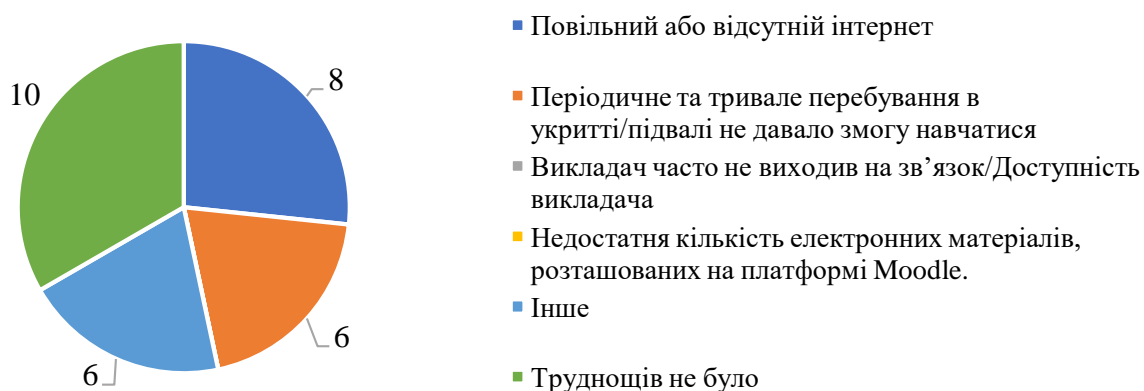 10
8
6
6
Повільний або відсутній інтернет
Періодичне та тривале перебування в
укритті/підвалі не давало змогу навчатися
Викладач часто не виходив на зв’язок/Доступність
викладача
Недостатня кількість електронних матеріалів,
розташованих на платформі Moodle.
Інше
Труднощів не було